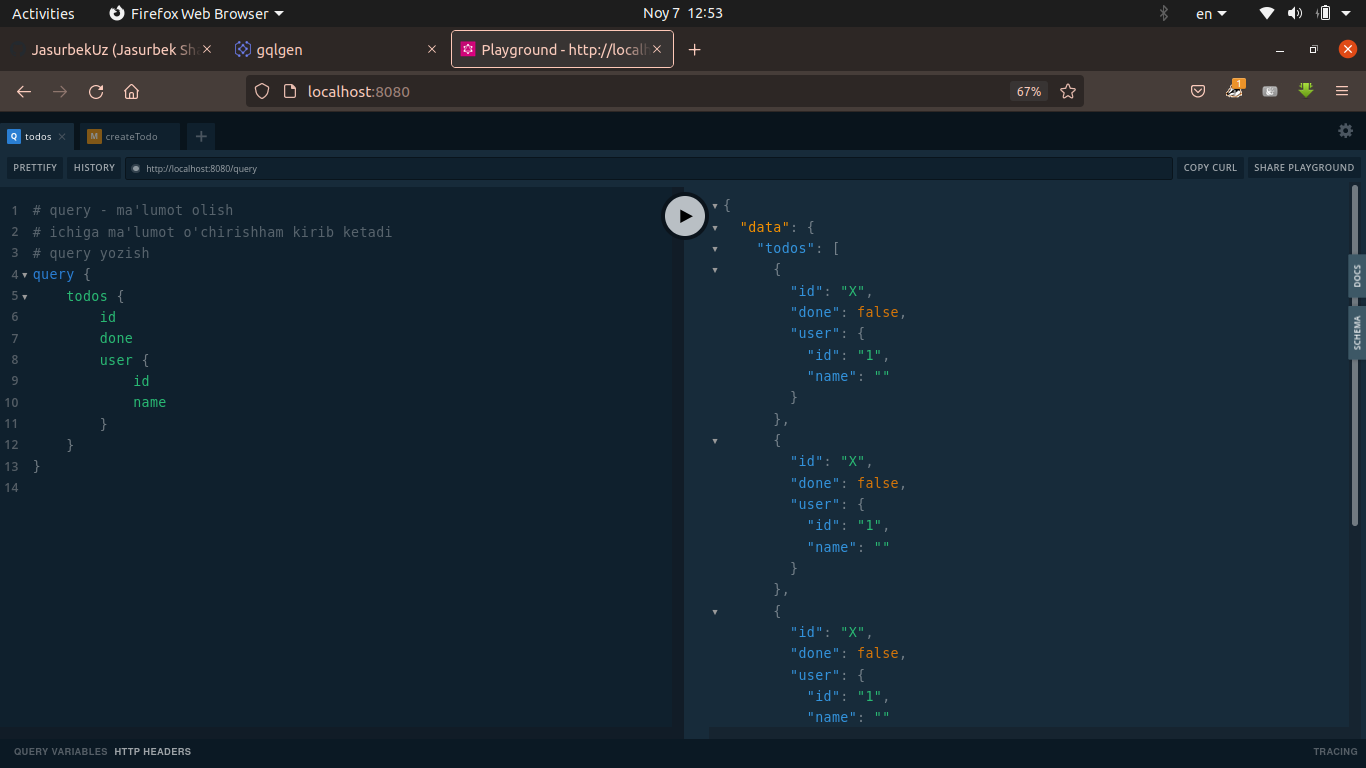 Activities Firefox Web Browser Noy 7 12:53 en
JasurbekUz (Jasurbek Sh gqlgen Playground - http://local
localhost:8080 67% 1
Q todos M createTodo
PRETTIFY HISTORY http://localhost:8080/query COPY CURL SHARE PLAYGROUND
1 # query - ma'lumot olish
2 # ichiga ma'lumot o'chirishham kirib ketadi
3 # query yozish
4 query {
5 todos {
6 id
7 done
8 user {
9 id
10 name
11 }
12 }
13 }
14
{
"data": {
"todos": [
{
"id": "X",
"done": false,
"user": {
"id": "1",
"name": ""
}
},
{
"id": "X",
"done": false,
"user": {
"id": "1",
"name": ""
}
},
{
"id": "X",
"done": false,
"user": {
"id": "1",
"name": ""
DOCS
SCHEMA
QUERY VARIABLES HTTP HEADERS TRACING